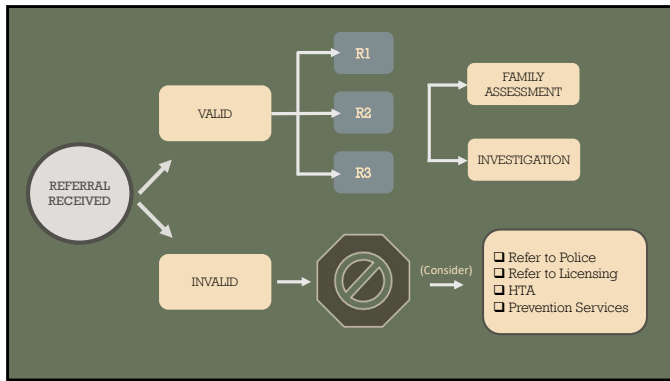 REFERRAL
RECEIVED
VALID
R1
R2
R3
FAMILY
ASSESSMENT
INVESTIGATION
INVALID
(Consider)
❑ Refer to Police
❑ Refer to Licensing
❑ HTA
❑ Prevention Services